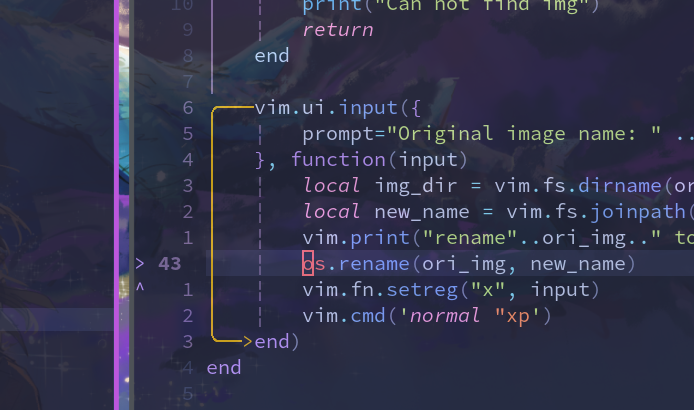 10 print("Can not find img")
9 return
8 end
7
6 vim.ui.input({
5 prompt="Original image name: " ..
4 }, function(input)
3 local img_dir = vim.fs.dirname(or
2 local new_name = vim.fs.joinpath(
1 vim.print("rename"..ori_img.." to
> 43 os.rename(ori_img, new_name)
^ 1 vim.fn.setreg("x", input)
2 vim.cmd('normal "xp')
3 end)
4 end
5